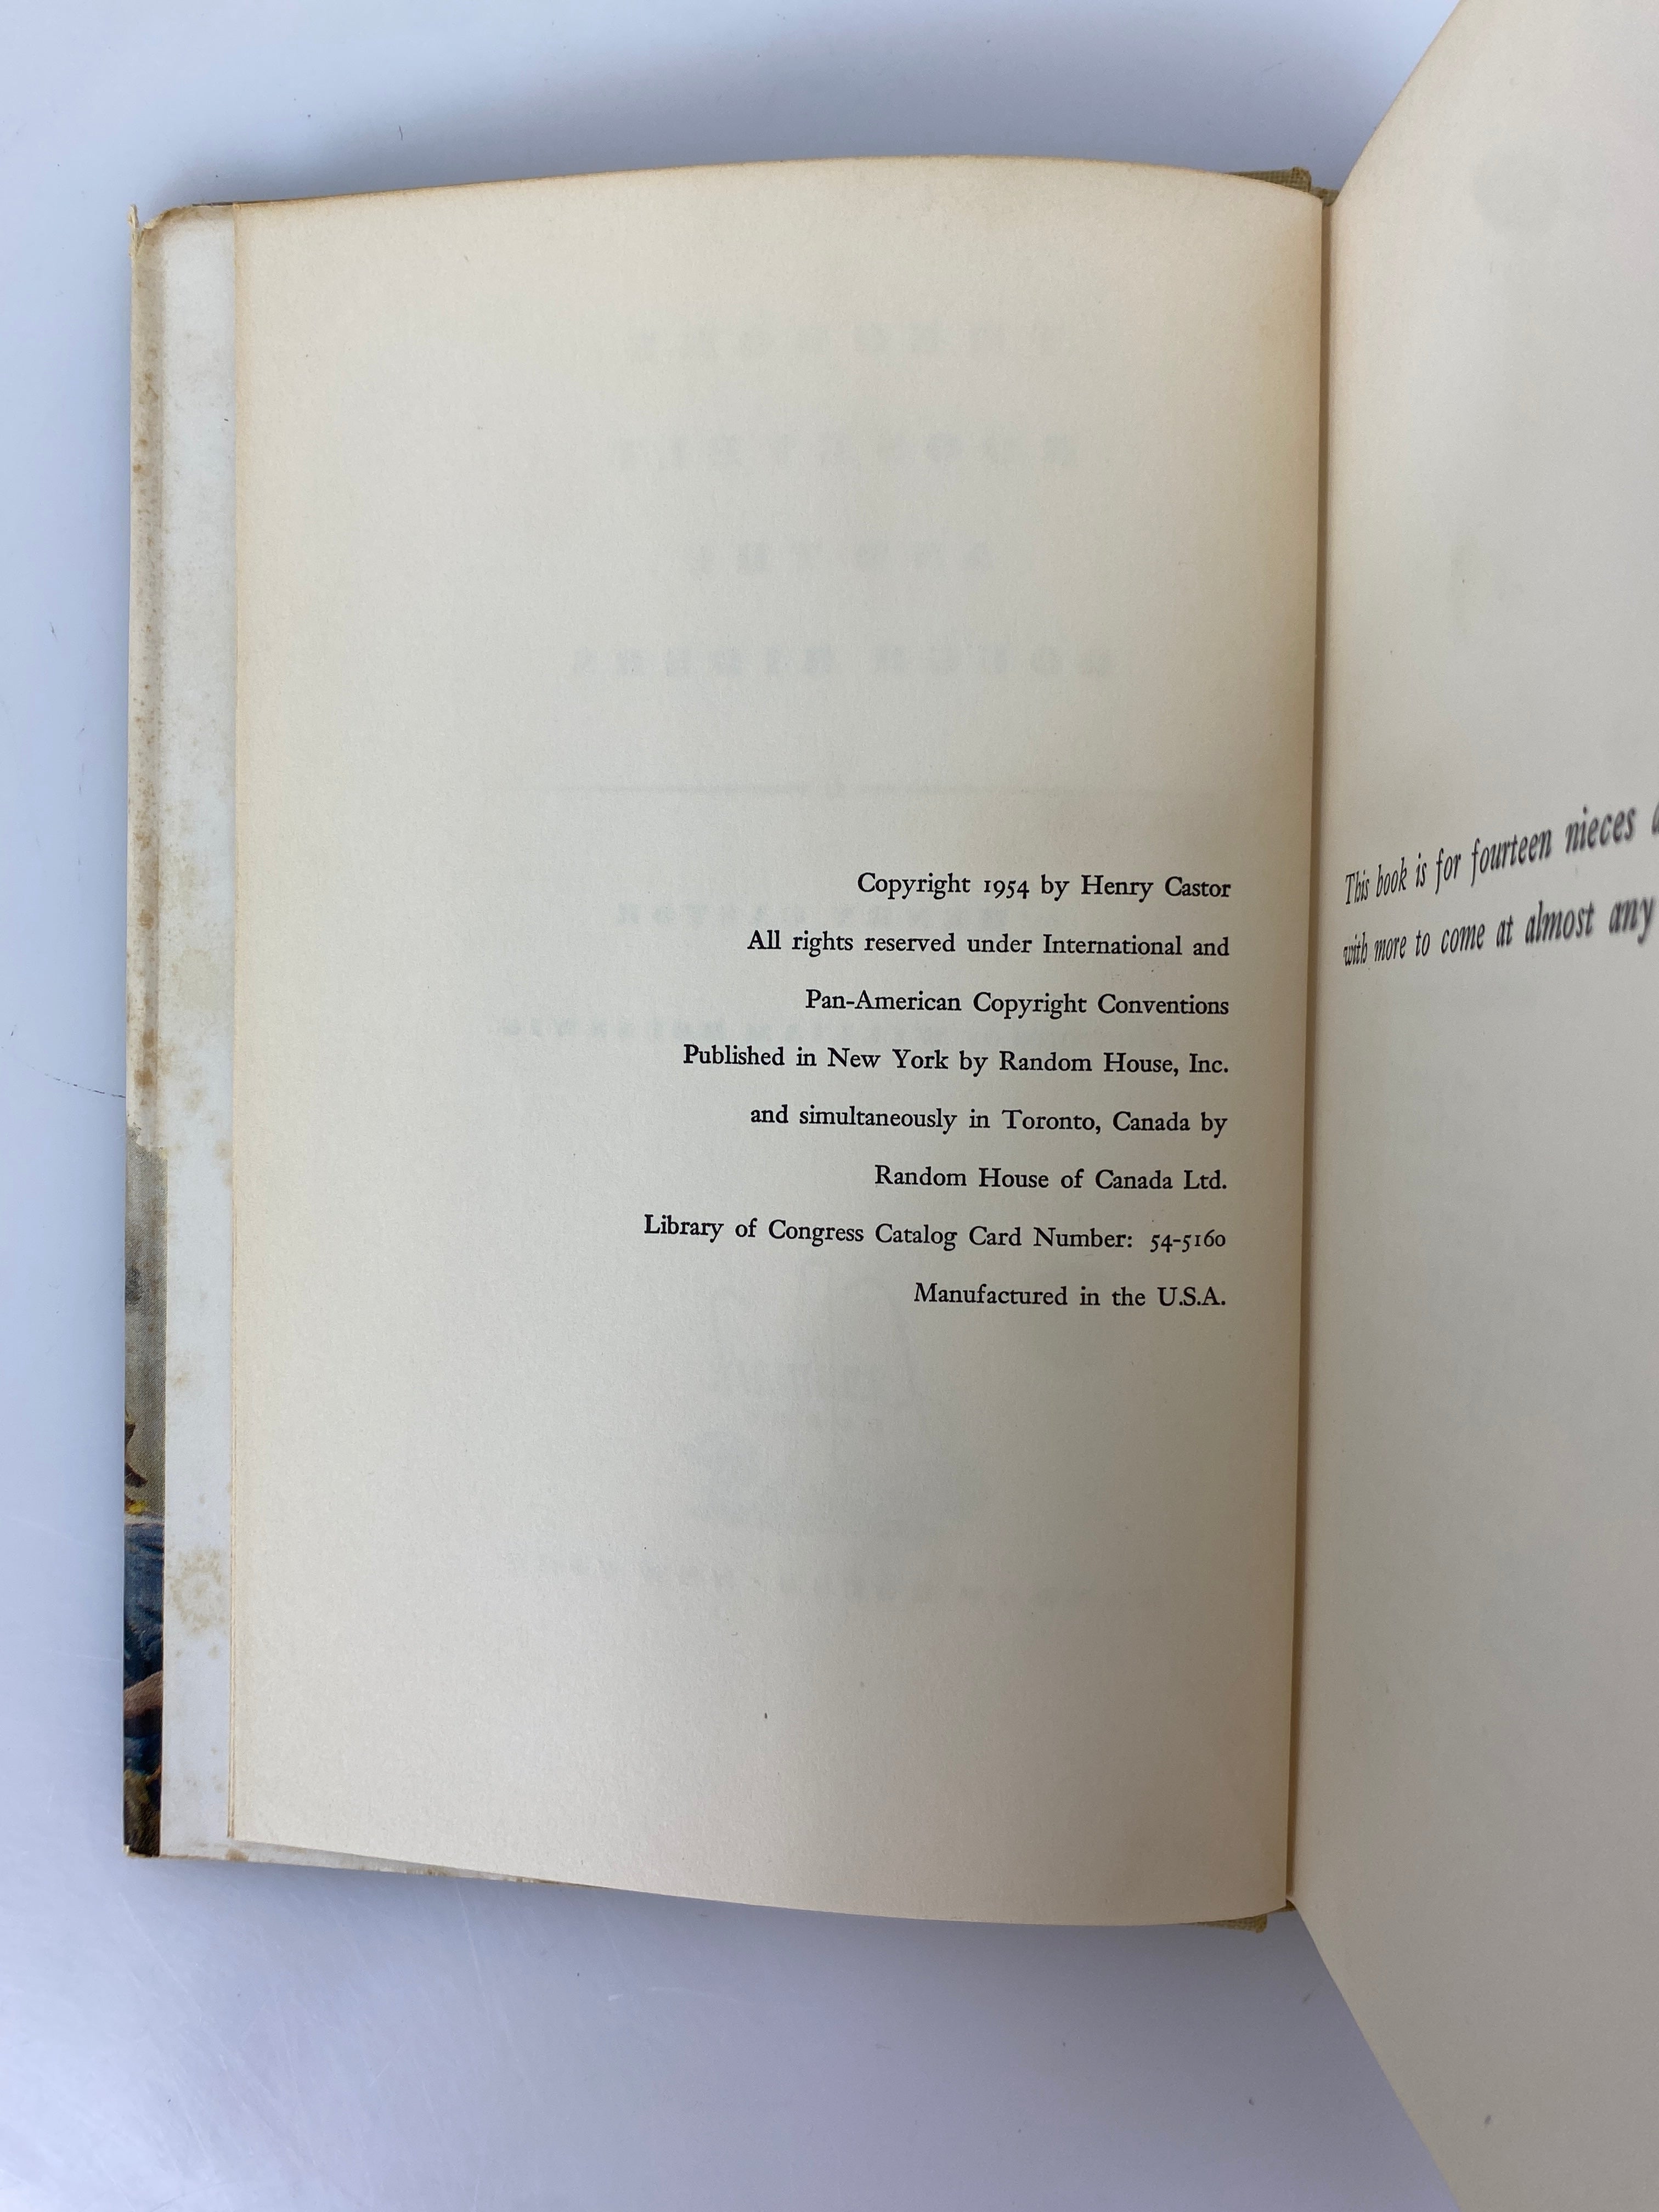 Copyright 1954 by Henry Castor
All rights reserved under International and
Pan-American Copyright Conventions
Published in New York by Random House, Inc.
and simultaneously in Toronto, Canada by
Random House of Canada Ltd.
Library of Congress Catalog Card Number: 54-5160
Manufactured in the U.S.A.
This book is for fourteen nieces
with more to come at almost any